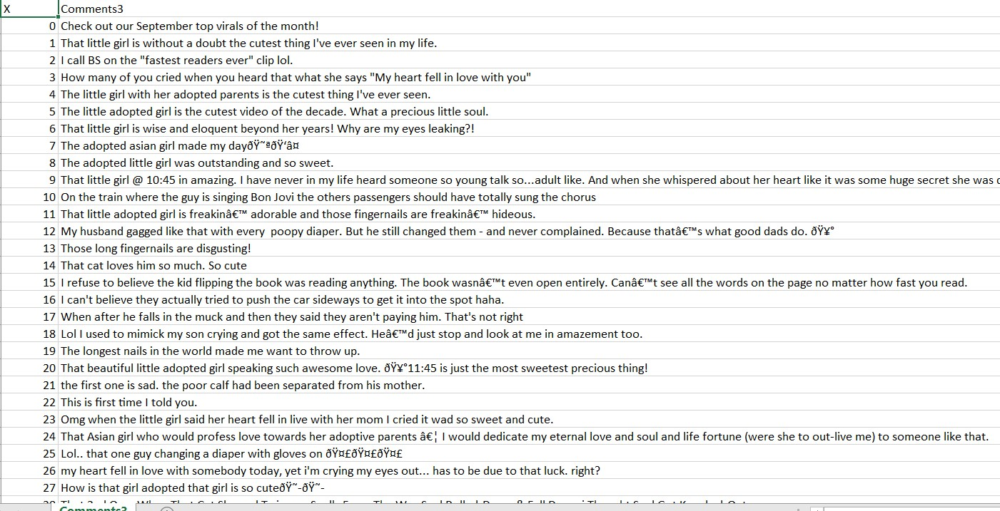 X Comments3
0 Check out our September top virals of the month!
1 That little girl is without a doubt the cutest thing I've ever seen in my life.
2 I call BS on the "fastest readers ever" clip lol.
3 How many of you cried when you heard that what she says "My heart fell in love with you"
4 The little girl with her adopted parents is the cutest thing I've ever seen.
5 The little adopted girl is the cutest video of the decade. What a precious little soul.
6 That little girl is wise and eloquent beyond her years! Why are my eyes leaking?!
7 The adopted asian girl made my dayðŸ˜ªðŸ‘â¤
8 The adopted little girl was outstanding and so sweet.
9 That little girl @ 10:45 in amazing. I have never in my life heard someone so young talk so...adult like. And when she whispered about her heart like it was some huge secret she was
10 On the train where the guy is singing Bon Jovi the others passengers should have totally sung the chorus
11 That little adopted girl is freakinâ€™ adorable and those fingernails are freakinâ€™ hideous.
12 My husband gagged like that with every  poopy diaper. But he still changed them - and never complained. Because thatâ€™s what good dads do. ðŸ¥°
13 Those long fingernails are disgusting!
14 That cat loves him so much. So cute
15 I refuse to believe the kid flipping the book was reading anything. The book wasnâ€™t even open entirely. Canâ€™t see all the words on the page no matter how fast you read.
16 I can't believe they actually tried to push the car sideways to get it into the spot haha.
17 When after he falls in the muck and then they said they aren't paying him. That's not right
18 Lol I used to mimick my son crying and got the same effect. Heâ€™d just stop and look at me in amazement too.
19 The longest nails in the world made me want to throw up.
20 That beautiful little adopted girl speaking such awesome love. ðŸ¥°11:45 is just the most sweetest precious thing!
21 the first one is sad. the poor calf had been separated from his mother.
22 This is first time I told you.
23 Omg when the little girl said her heart fell in live with her mom I cried it wad so sweet and cute.
24 That Asian girl who would profess love towards her adoptive parents â€¦ I would dedicate my eternal love and soul and life fortune (were she to out-live me) to someone like that.
25 Lol.. that one guy changing a diaper with gloves on ðŸ¤£ðŸ¤£ðŸ¤£
26 my heart fell in love with somebody today, yet i'm crying my eyes out... has to be due to that luck. right?
27 How is that girl adopted that girl is so cuteðŸ˜-ðŸ˜-
Comments3